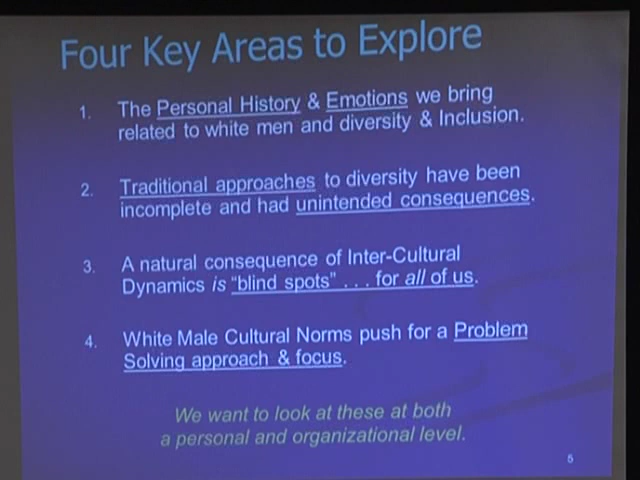 Four Key Areas to Explore
1. The Personal History & Emotions we bring
related to white men and diversity & Inclusion.
2. Traditional approaches to diversity have been
incomplete and had unintended consequences.
3. A natural consequence of Inter-Cultural
Dynamics is “blind spots” . . . for all of us.
4. White Male Cultural Norms push for a Problem
Solving approach & focus.
We want to look at these at both
a personal and organizational level.
5